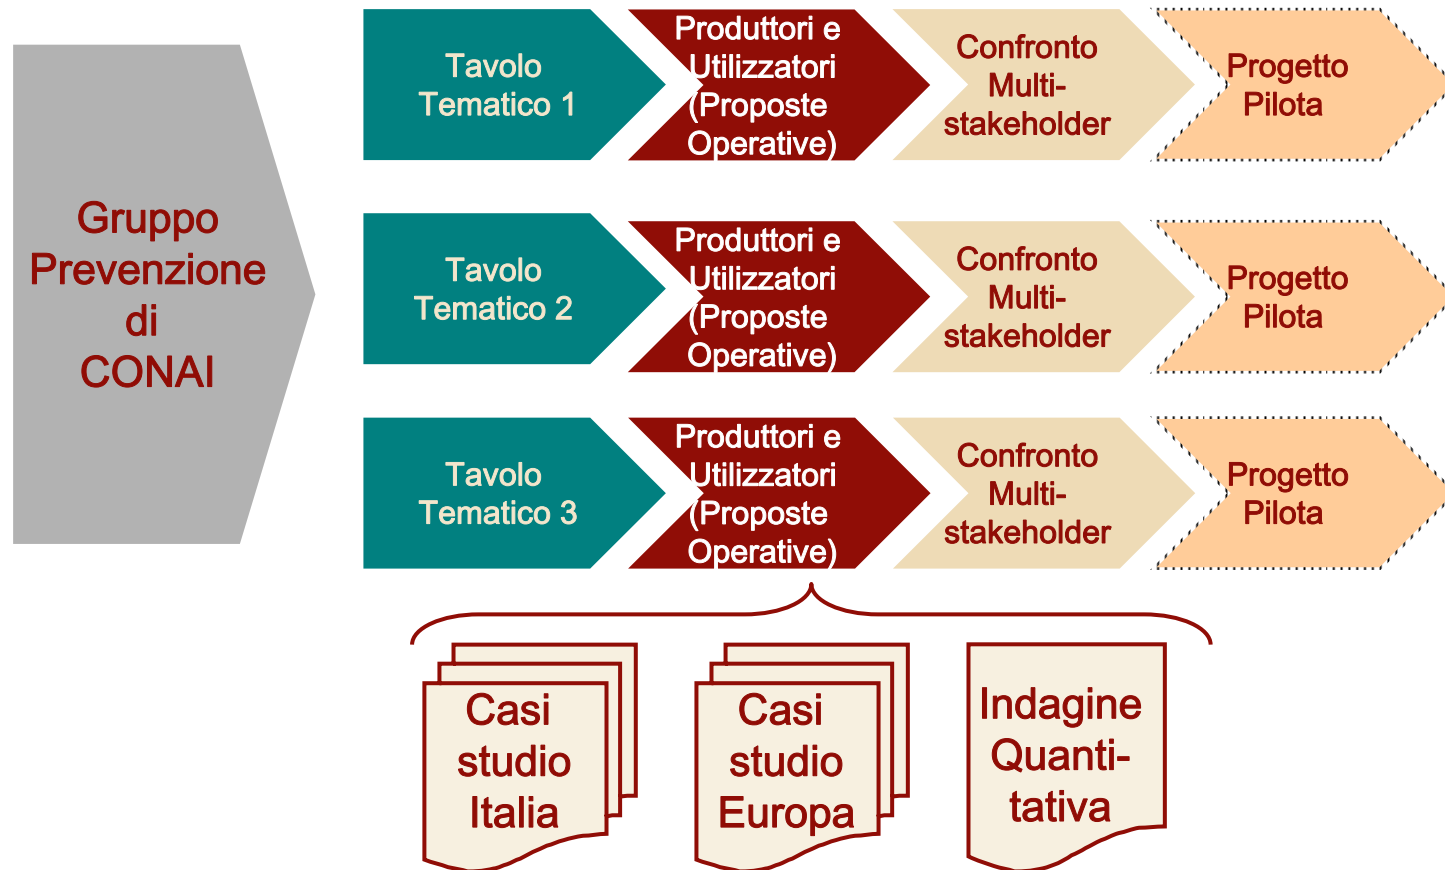 Gruppo
Prevenzione
di
CONAI
Tavolo
Tematico 1
Produttori e
Utilizzatori
(Proposte
Operative)
Confronto
Multi-
stakeholder
Progetto
Pilota
Tavolo
Tematico 2
Produttori e
Utilizzatori
(Proposte
Operative)
Confronto
Multi-
stakeholder
Progetto
Pilota
Tavolo
Tematico 3
Produttori e
Utilizzatori
(Proposte
Operative)
Confronto
Multi-
stakeholder
Progetto
Pilota
Casi
studio
Italia
Casi
studio
Europa
Indagine
Quanti-
tativa